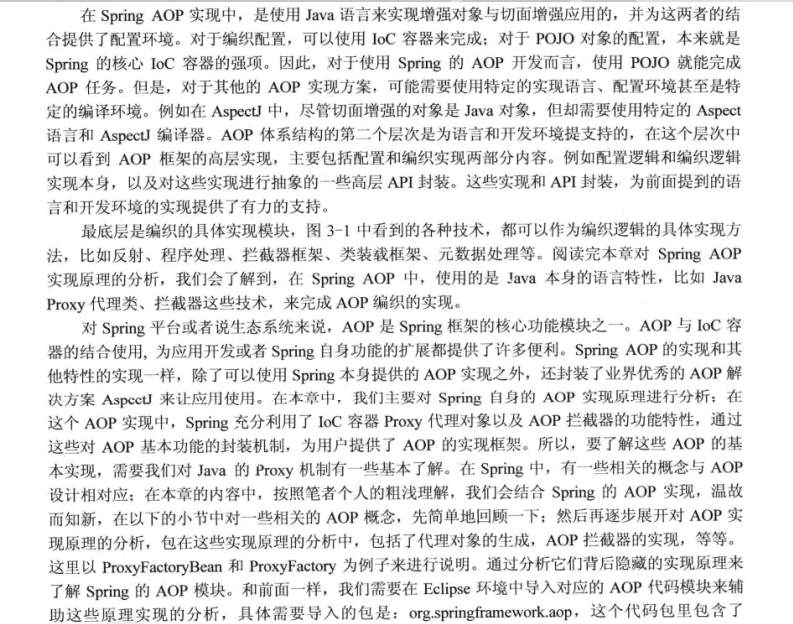 在 Spring AOP 实现中，是使用 Java 语言来实现增强对象与切面增强应用的，并为这两者的结
合提供了配置环境。对于编织配置，可以使用 IoC 容器来完成；对于 POJO 对象的配置，本来就是
Spring 的核心 IoC 容器的强项。因此，对于使用 Spring 的 AOP 开发而言，使用 POJO 就能完成
AOP 任务。但是，对于其他的 AOP 实现方案，可能需要使用特定的实现语言、配置环境甚至是特
定的编译环境。例如在 AspectJ 中，尽管切面增强的对象是 Java 对象，但却需要使用特定的 Aspect
语言和 AspectJ 编译器。AOP 体系结构的第二个层次是为语言和开发环境提支持的，在这个层次中
可以看到 AOP 框架的高层实现，主要包括配置和编织实现两部分内容。例如配置逻辑和编织逻辑
实现本身，以及对这些实现进行抽象的一些高层 API 封装。这些实现和 API 封装，为前面提到的语
言和开发环境的实现提供了有力的支持。
最底层是编织的具体实现模块，图 3-1 中看到的各种技术，都可以作为编织逻辑的具体实现方
法，比如反射、程序处理、拦截器框架、类装载框架、元数据处理等。阅读完本章对 Spring AOP
实现原理的分析，我们会了解到，在 Spring AOP 中，使用的是 Java 本身的语言特性，比如 Java
Proxy 代理类、拦截器这些技术，来完成 AOP 编织的实现。
对 Spring 平台或者说生态系统来说，AOP 是 Spring 框架的核心功能模块之一。AOP 与 IoC 容
器的结合使用, 为应用开发或者 Spring 自身功能的扩展都提供了许多便利。Spring AOP 的实现和其
他特性的实现一样，除了可以使用 Spring 本身提供的 AOP 实现之外，还封装了业界优秀的 AOP 解
决方案 AspectJ 来让应用使用。在本章中，我们主要对 Spring 自身的 AOP 实现原理进行分析；在
这个 AOP 实现中，Spring 充分利用了 IoC 容器 Proxy 代理对象以及 AOP 拦截器的功能特性，通过
这些对 AOP 基本功能的封装机制，为用户提供了 AOP 的实现框架。所以，要了解这些 AOP 的基
本实现，需要我们对 Java 的 Proxy 机制有一些基本了解。在 Spring 中，有一些相关的概念与 AOP
设计相对应；在本章的内容中，按照笔者个人的粗浅理解，我们会结合 Spring 的 AOP 实现，温故
而知新，在以下的小节中对一些相关的 AOP 概念，先简单地回顾一下；然后再逐步展开对 AOP 实
现原理的分析，包在这些实现原理的分析中，包括了代理对象的生成，AOP 拦截器的实现，等等。
这里以 ProxyFactoryBean 和 ProxyFactory 为例子来进行说明。通过分析它们背后隐藏的实现原理来
了解 Spring 的 AOP 模块。和前面一样，我们需要在 Eclipse 环境中导入对应的 AOP 代码模块来辅
助这些原理实现的分析，具体需要导入的包是：org.springframework.aop，这个代码包里包含了